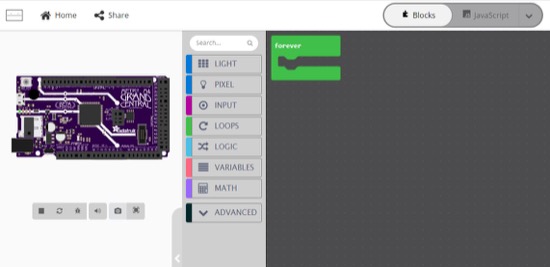 Home
Share
Blocks
JavaScript
Search...
LIGHT
PIXEL
INPUT
LOOPS
LOGIC
VARIABLES
MATH
ADVANCED
forever
METRO M4
GRAND
CENTRAL
adafruit